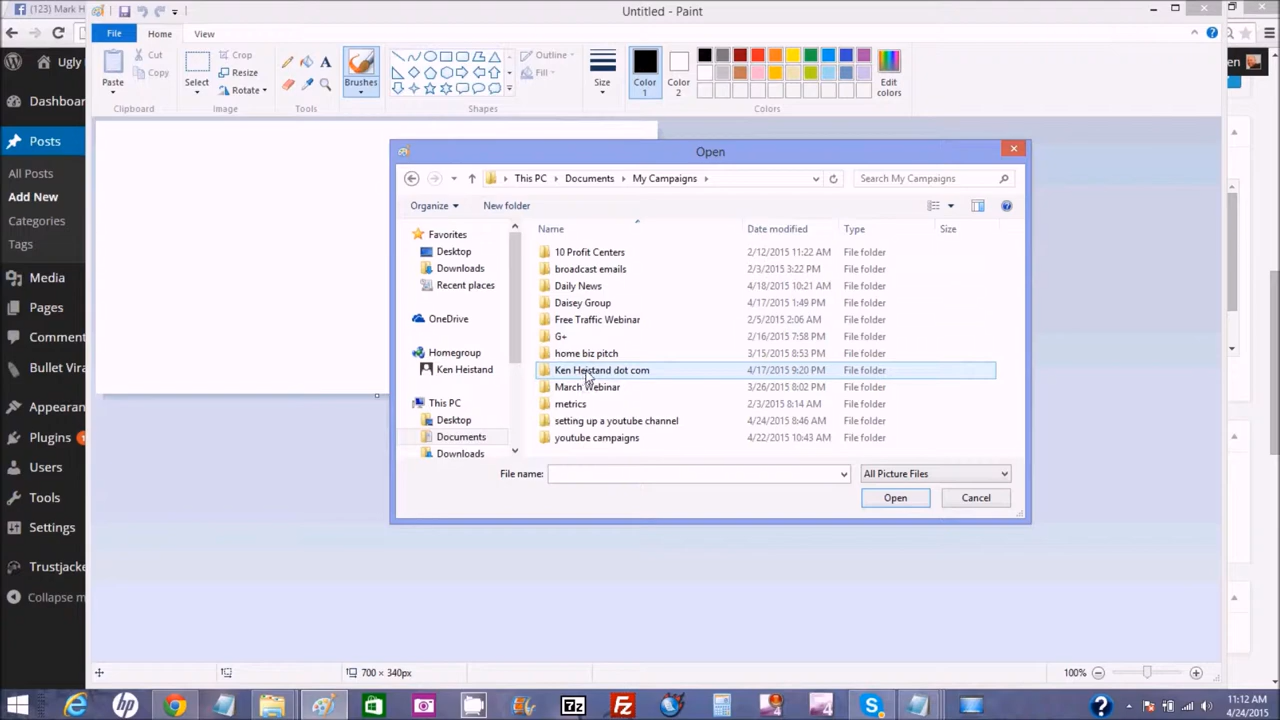 (123) Mark H
Untitled - Paint
File Home View
Paste
Cut
Copy
Clipboard
Select
Crop
Resize
Rotate
Image
A
Tools
Brushes
Shapes
Outline
Fill
Size
Color 1
Color 2
Edit colors
Colors
Ugly
en
Dashboar
Posts
All Posts
Add New
Categories
Tags
Media
Pages
Comment
Bullet Vira
Appearan
Plugins 1
Users
Tools
Settings
Trustjacke
Collapse m
Open
This PC Documents My Campaigns
Search My Campaigns
Organize New folder
Favorites
Desktop
Downloads
Recent places
OneDrive
Homegroup
Ken Heistand
This PC
Desktop
Documents
Downloads
Name Date modified Type Size
10 Profit Centers 2/12/2015 11:22 AM File folder
broadcast emails 2/3/2015 3:22 PM File folder
Daily News 4/18/2015 10:21 AM File folder
Daisey Group 4/17/2015 1:49 PM File folder
Free Traffic Webinar 2/5/2015 2:06 AM File folder
G+ 2/16/2015 7:58 PM File folder
home biz pitch 3/15/2015 8:53 PM File folder
Ken Heistand dot com 4/17/2015 9:20 PM File folder
March Webinar 3/26/2015 8:02 PM File folder
metrics 2/3/2015 8:14 AM File folder
setting up a youtube channel 4/24/2015 8:46 AM File folder
youtube campaigns 4/22/2015 10:43 AM File folder
File name: All Picture Files
Open Cancel
700 × 340px
100%
hp
7z
Fz
S
11:12 AM
4/24/2015